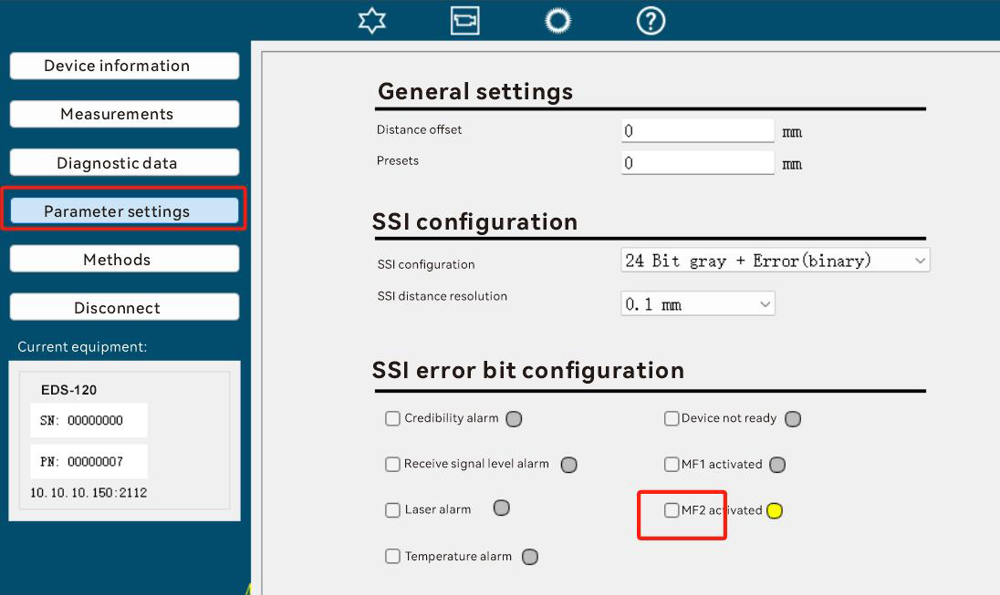 ?
Device information
Measurements
Diagnostic data
Parameter settings
Methods
Disconnect
Current equipment:
EDS-120
SN: 00000000
PN: 00000007
10.10.10.150:2112
General settings
Distance offset 0 mm
Presets 0 mm
SSI configuration
SSI configuration 24 Bit gray + Error(binary)
SSI distance resolution 0.1 mm
SSI error bit configuration
Credibility alarm Device not ready
Receive signal level alarm MF1 activated
Laser alarm MF2 activated
Temperature alarm